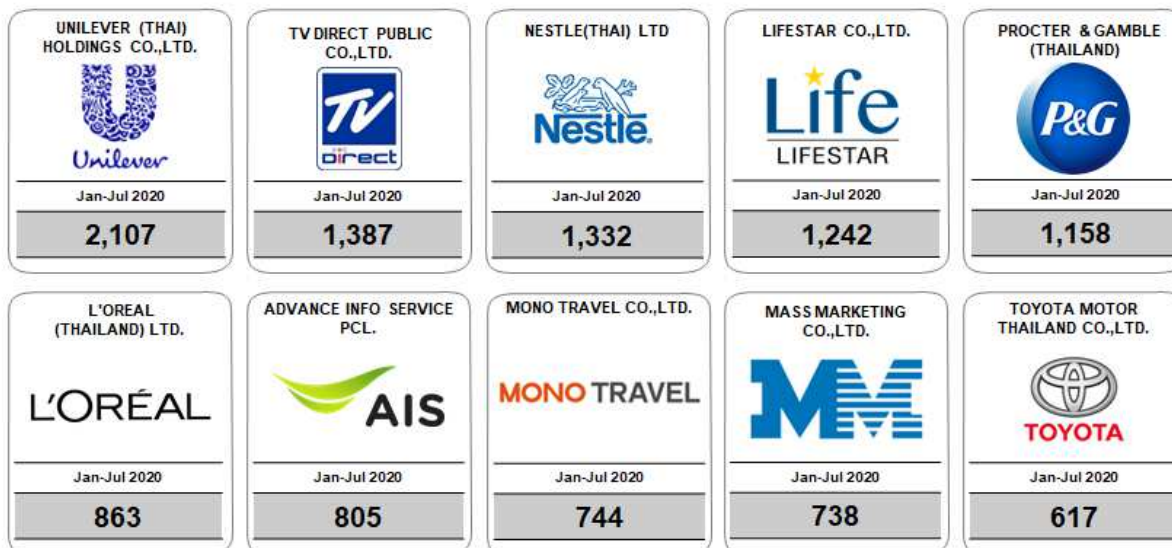 UNILEVER (THAI)
HOLDINGS CO.,LTD.
Unilever
Jan-Jul 2020
2,107
TV DIRECT PUBLIC
CO.,LTD.
TV
Direct
Jan-Jul 2020
1,387
NESTLE(THAI) LTD
Nestlé
Jan-Jul 2020
1,332
LIFESTAR CO.,LTD.
Life
LIFESTAR
Jan-Jul 2020
1,242
PROCTER & GAMBLE
(THAILAND)
P&G
Jan-Jul 2020
1,158
L'OREAL
(THAILAND) LTD.
L'ORÉAL
Jan-Jul 2020
863
ADVANCE INFO SERVICE
PCL.
AIS
Jan-Jul 2020
805
MONO TRAVEL CO.,LTD.
MONO TRAVEL
Jan-Jul 2020
744
MASS MARKETING
CO.,LTD.
MM
Jan-Jul 2020
738
TOYOTA MOTOR
THAILAND CO.,LTD.
TOYOTA
Jan-Jul 2020
617